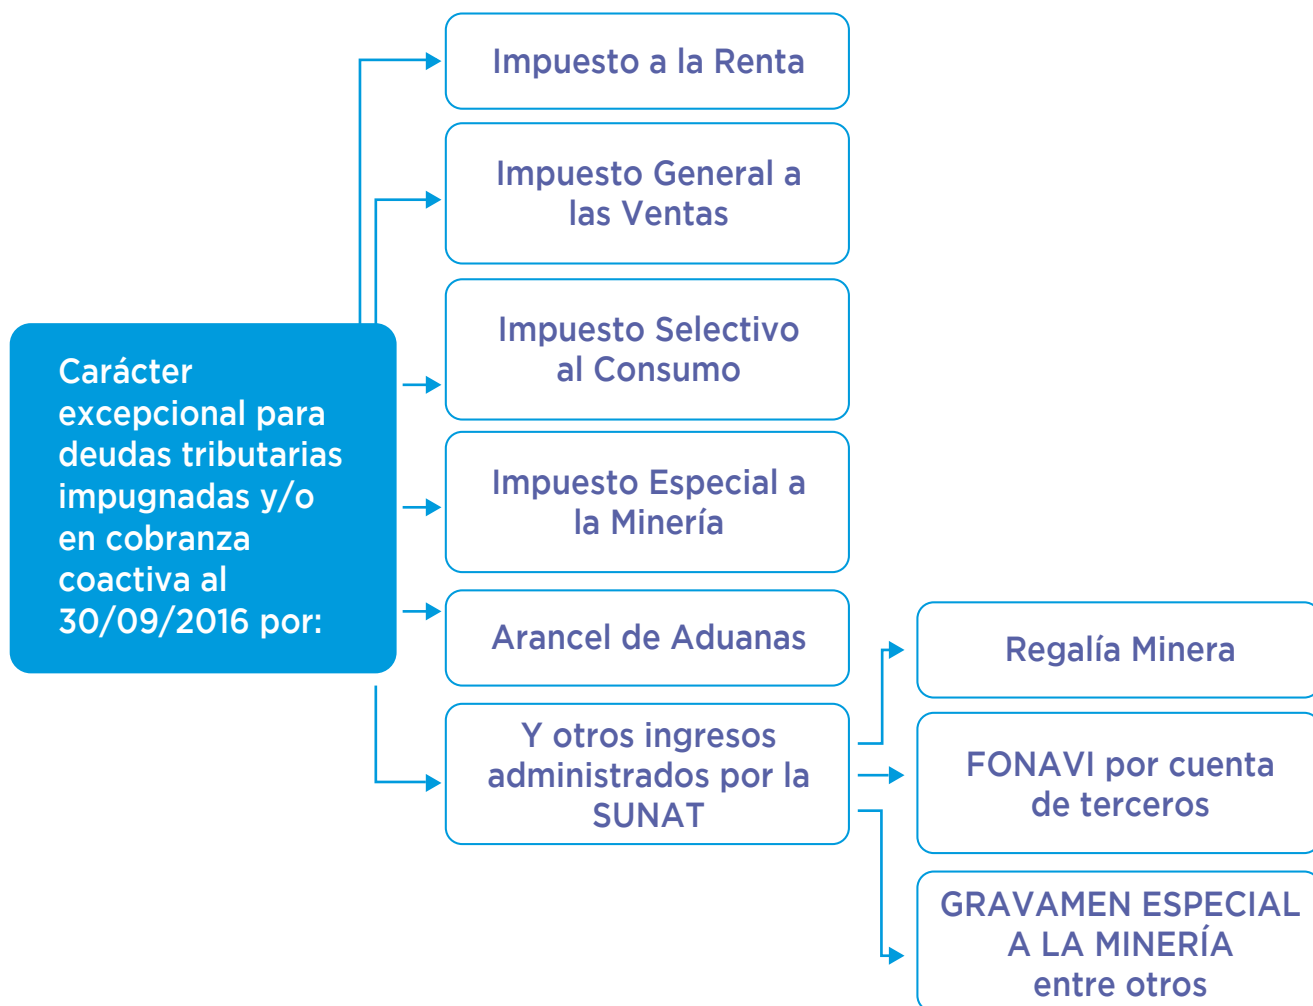 Carácter
excepcional para
deudas tributarias
impugnadas y/o
en cobranza
coactiva al
30/09/2016 por:
Impuesto a la Renta
Impuesto General a
las Ventas
Impuesto Selectivo
al Consumo
Impuesto Especial a
la Minería
Arancel de Aduanas
Y otros ingresos
administrados por la
SUNAT
Regalía Minera
FONAVI por cuenta
de terceros
GRAVAMEN ESPECIAL
A LA MINERÍA
entre otros